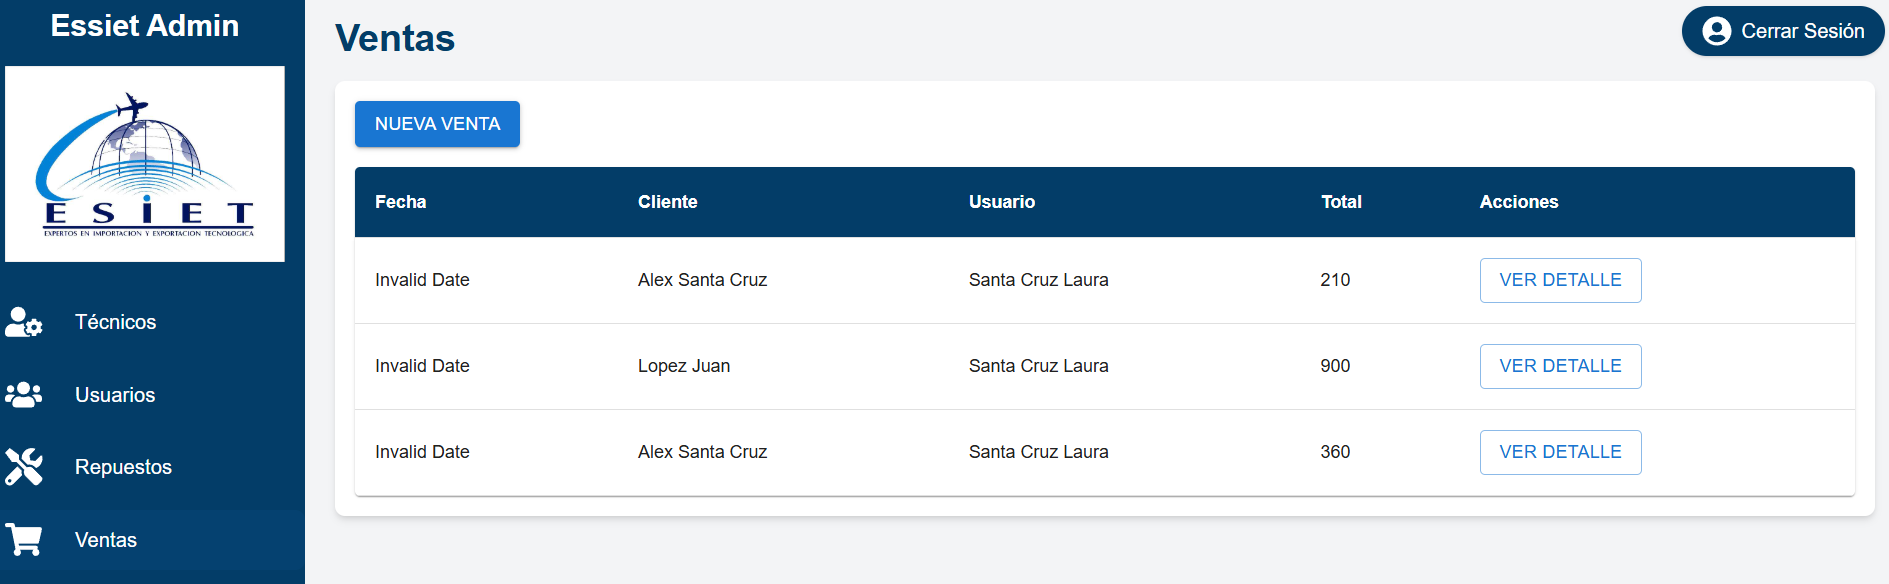 Essiet Admin
ESIET
EXPERTOS EN IMPORTACION Y EXPORTACION TECNOLOGICA
Técnicos
Usuarios
Repuestos
Ventas
Ventas
Cerrar Sesión
NUEVA VENTA
Fecha Cliente Usuario Total Acciones
Invalid Date Alex Santa Cruz Santa Cruz Laura 210 VER DETALLE
Invalid Date Lopez Juan Santa Cruz Laura 900 VER DETALLE
Invalid Date Alex Santa Cruz Santa Cruz Laura 360 VER DETALLE